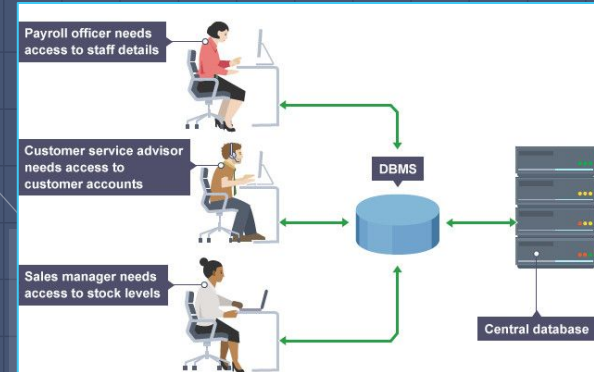 Payroll officer needs
access to staff details
Customer service advisor
needs access to
customer accounts
DBMS
Sales manager needs
access to stock levels
Central database